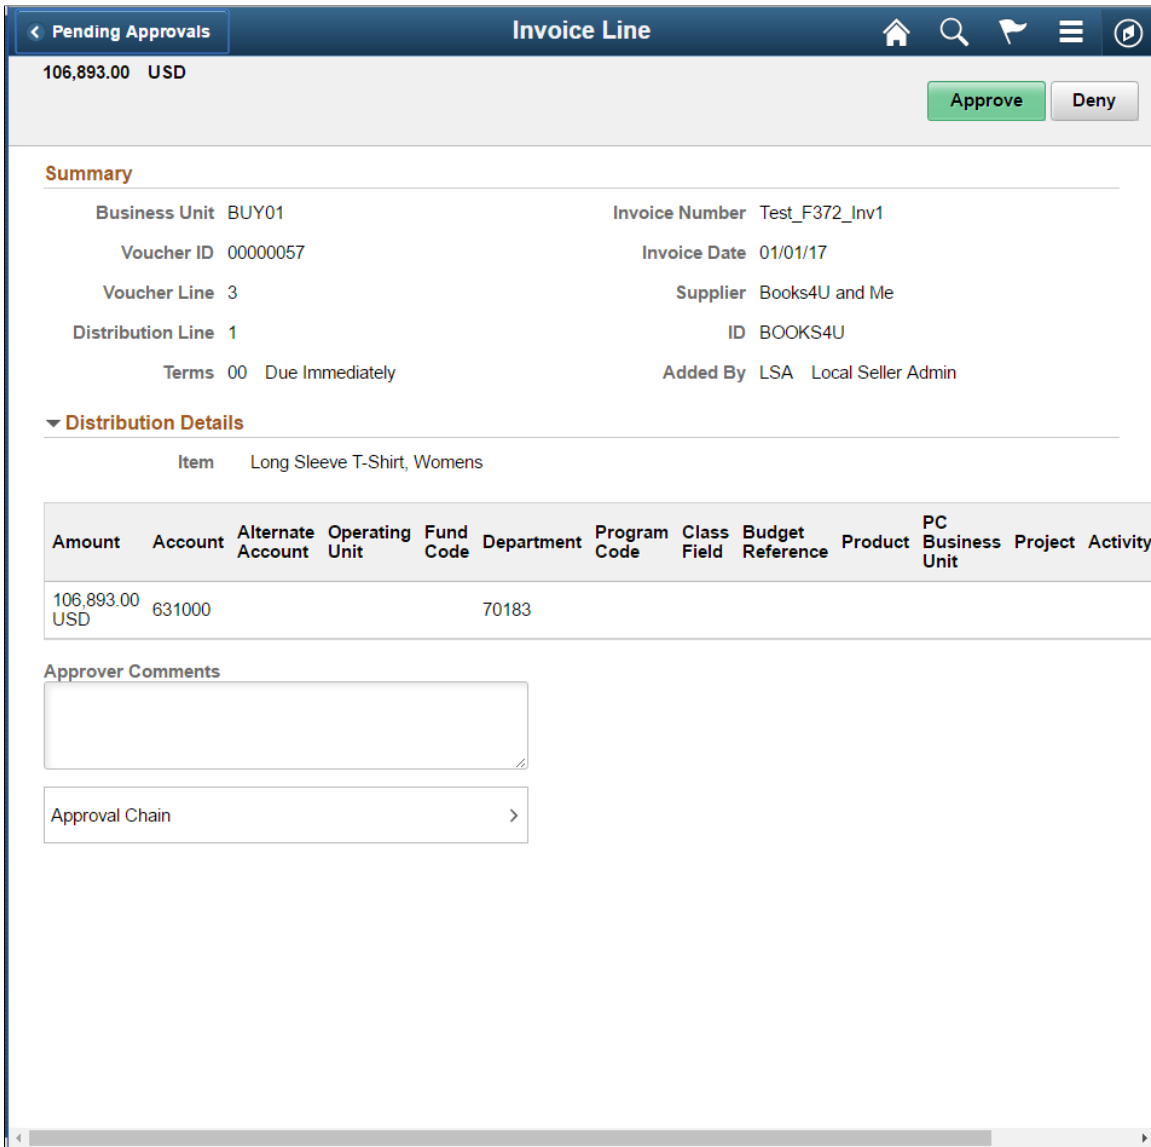 Pending Approvals Invoice Line
106,893.00 USD
Approve Deny
Summary
Business Unit BUY01 Invoice Number Test_F372_Inv1
Voucher ID 00000057 Invoice Date 01/01/17
Voucher Line 3 Supplier Books4U and Me
Distribution Line 1 ID BOOKS4U
Terms 00 Due Immediately Added By LSA Local Seller Admin
Distribution Details
Item Long Sleeve T-Shirt, Womens
Amount Account Alternate Account Operating Unit Fund Code Department Program Code Class Field Budget Reference Product PC Business Unit Project Activity
106,893.00 USD 631000 70183
Approver Comments
Approval Chain